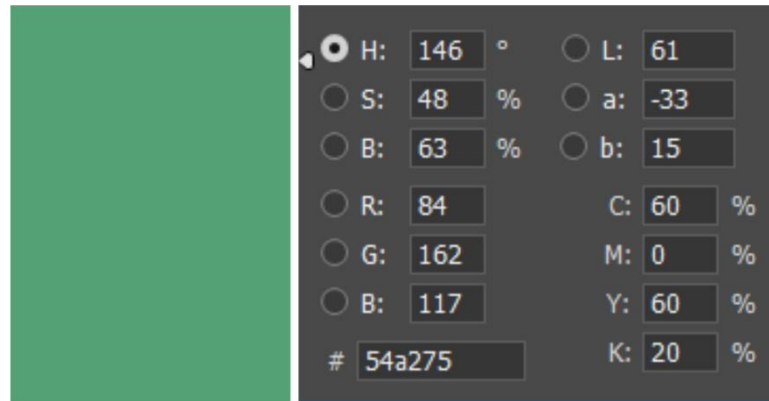 H: 146 ° L: 61
S: 48 % a: -33
B: 63 % b: 15
R: 84 C: 60 %
G: 162 M: 0 %
B: 117 Y: 60 %
# 54a275 K: 20 %